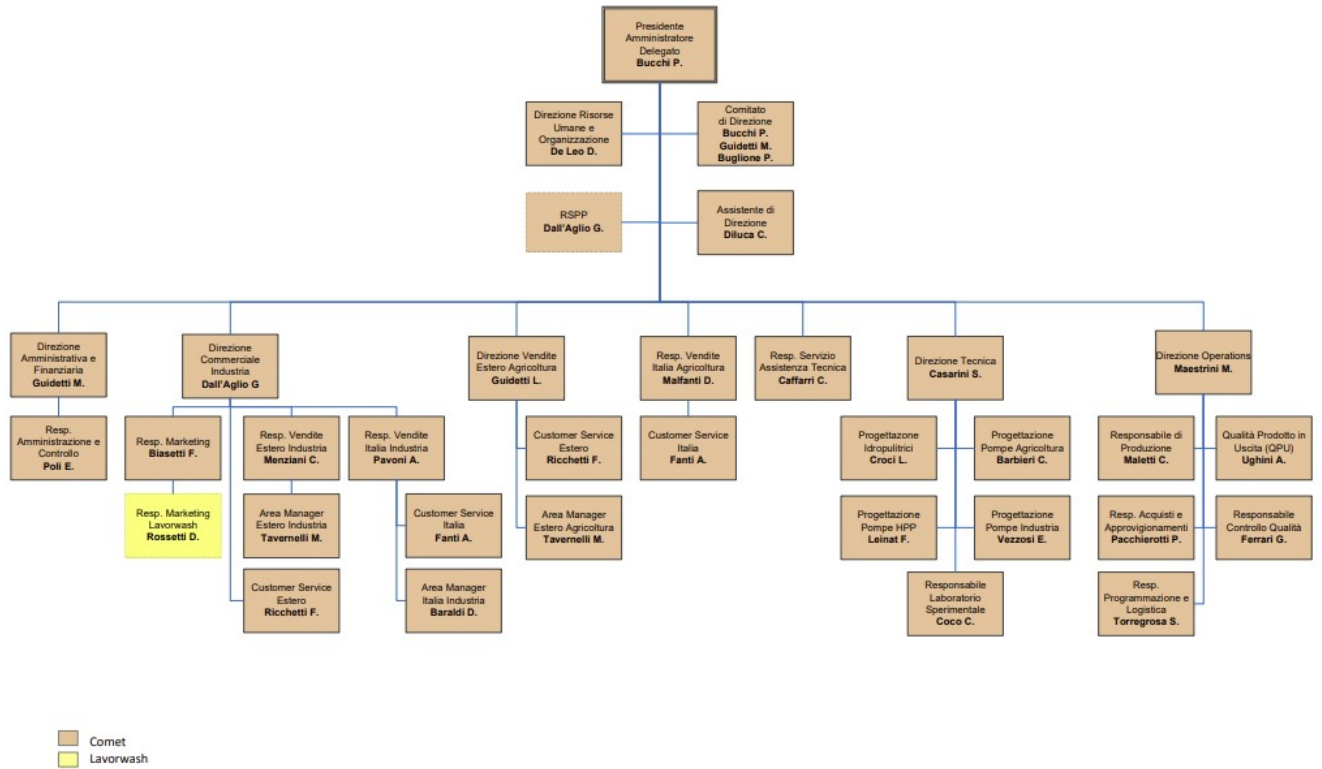 Presidente
Amministratore
Delegato
Bucchi P.
Direzione Risorse
Umane e
Organizzazione
De Leo D.
Comitato
di Direzione
Bucchi P.
Guidetti M.
Buglione P.
RSPP
Dall'Aglio G.
Assistente di
Direzione
Diluca C.
Direzione
Amministrativa e
Finanziaria
Guidetti M.
Direzione
Commerciale
Industria
Dall'Aglio G
Direzione Vendite
Estero Agricoltura
Guidetti L.
Resp. Vendite
Italia Agricoltura
Malfanti D.
Resp. Servizio
Assistenza Tecnica
Caffarri C.
Direzione Tecnica
Casarini S.
Direzione Operations
Maestrini M.
Resp.
Amministrazione e
Controllo
Poli E.
Resp. Marketing
Biasetti F.
Resp. Vendite
Estero Industria
Menziani C.
Resp. Vendite
Italia Industria
Pavoni A.
Customer Service
Estero
Ricchetti F.
Customer Service
Italia
Fanti A.
Progettazone
Idropulitrici
Croci L.
Progettazione
Pompe Agricoltura
Barbieri C.
Responsabile di
Produzione
Maletti C.
Qualità Prodotto in
Uscita (QPU)
Ughini A.
Resp. Marketing
Lavorwash
Rossetti D.
Area Manager
Estero Industria
Tavernelli M.
Customer Service
Italia
Fanti A.
Area Manager
Estero Agricoltura
Tavernelli M.
Progettazione
Pompe HPP
Leinat F.
Progettazione
Pompe Industria
Vezzosi E.
Resp. Acquisti e
Approvigionamenti
Pacchierotti P.
Responsabile
Controllo Qualità
Ferrari G.
Customer Service
Estero
Ricchetti F.
Area Manager
Italia Industria
Baraldi D.
Responsabile
Laboratorio
Sperimentale
Coco C.
Resp.
Programmazione e
Logistica
Torregrosa S.
Comet
Lavorwash